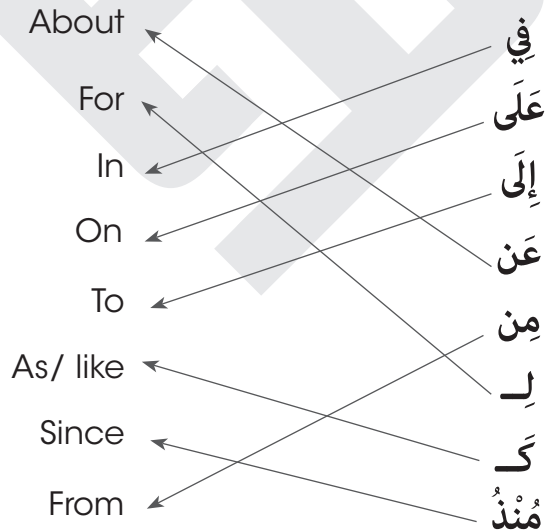 About
For
In
On
To
As/ like
Since
From
فِي
عَلَى
إِلَى
عَن
مِن
لِـ
كَـ
مُنْذُ